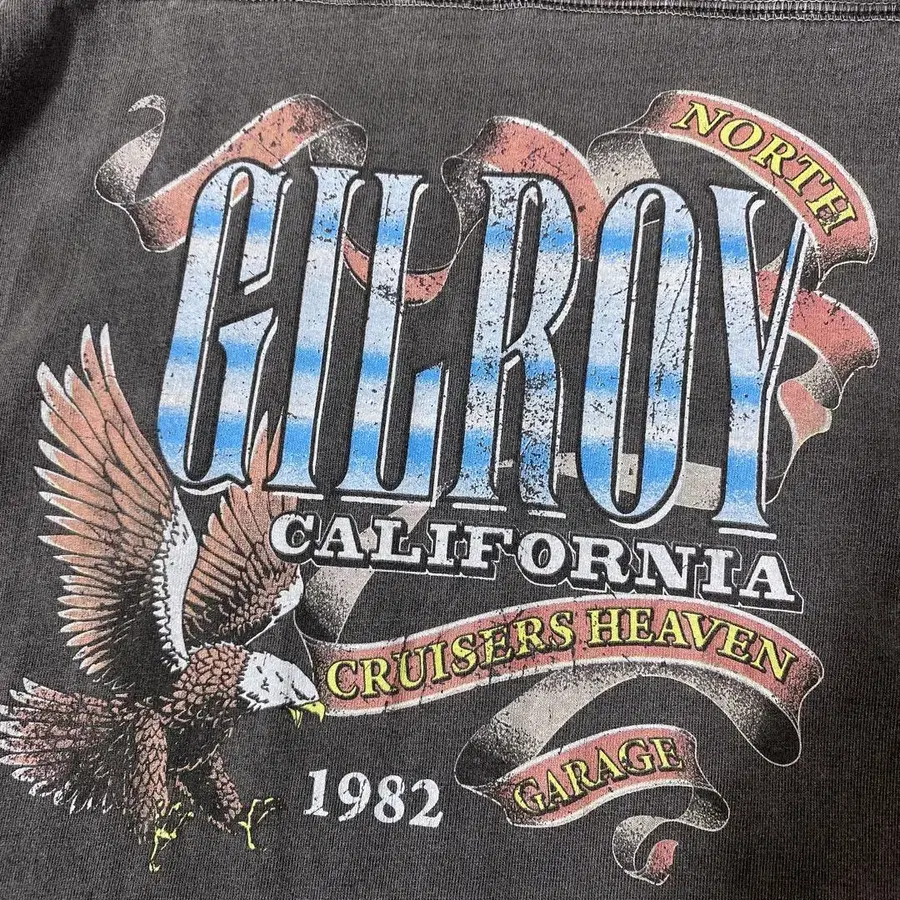 NORTH
GILROY
CALIFORNIA
CRUISERS HEAVEN
GARAGE
1982